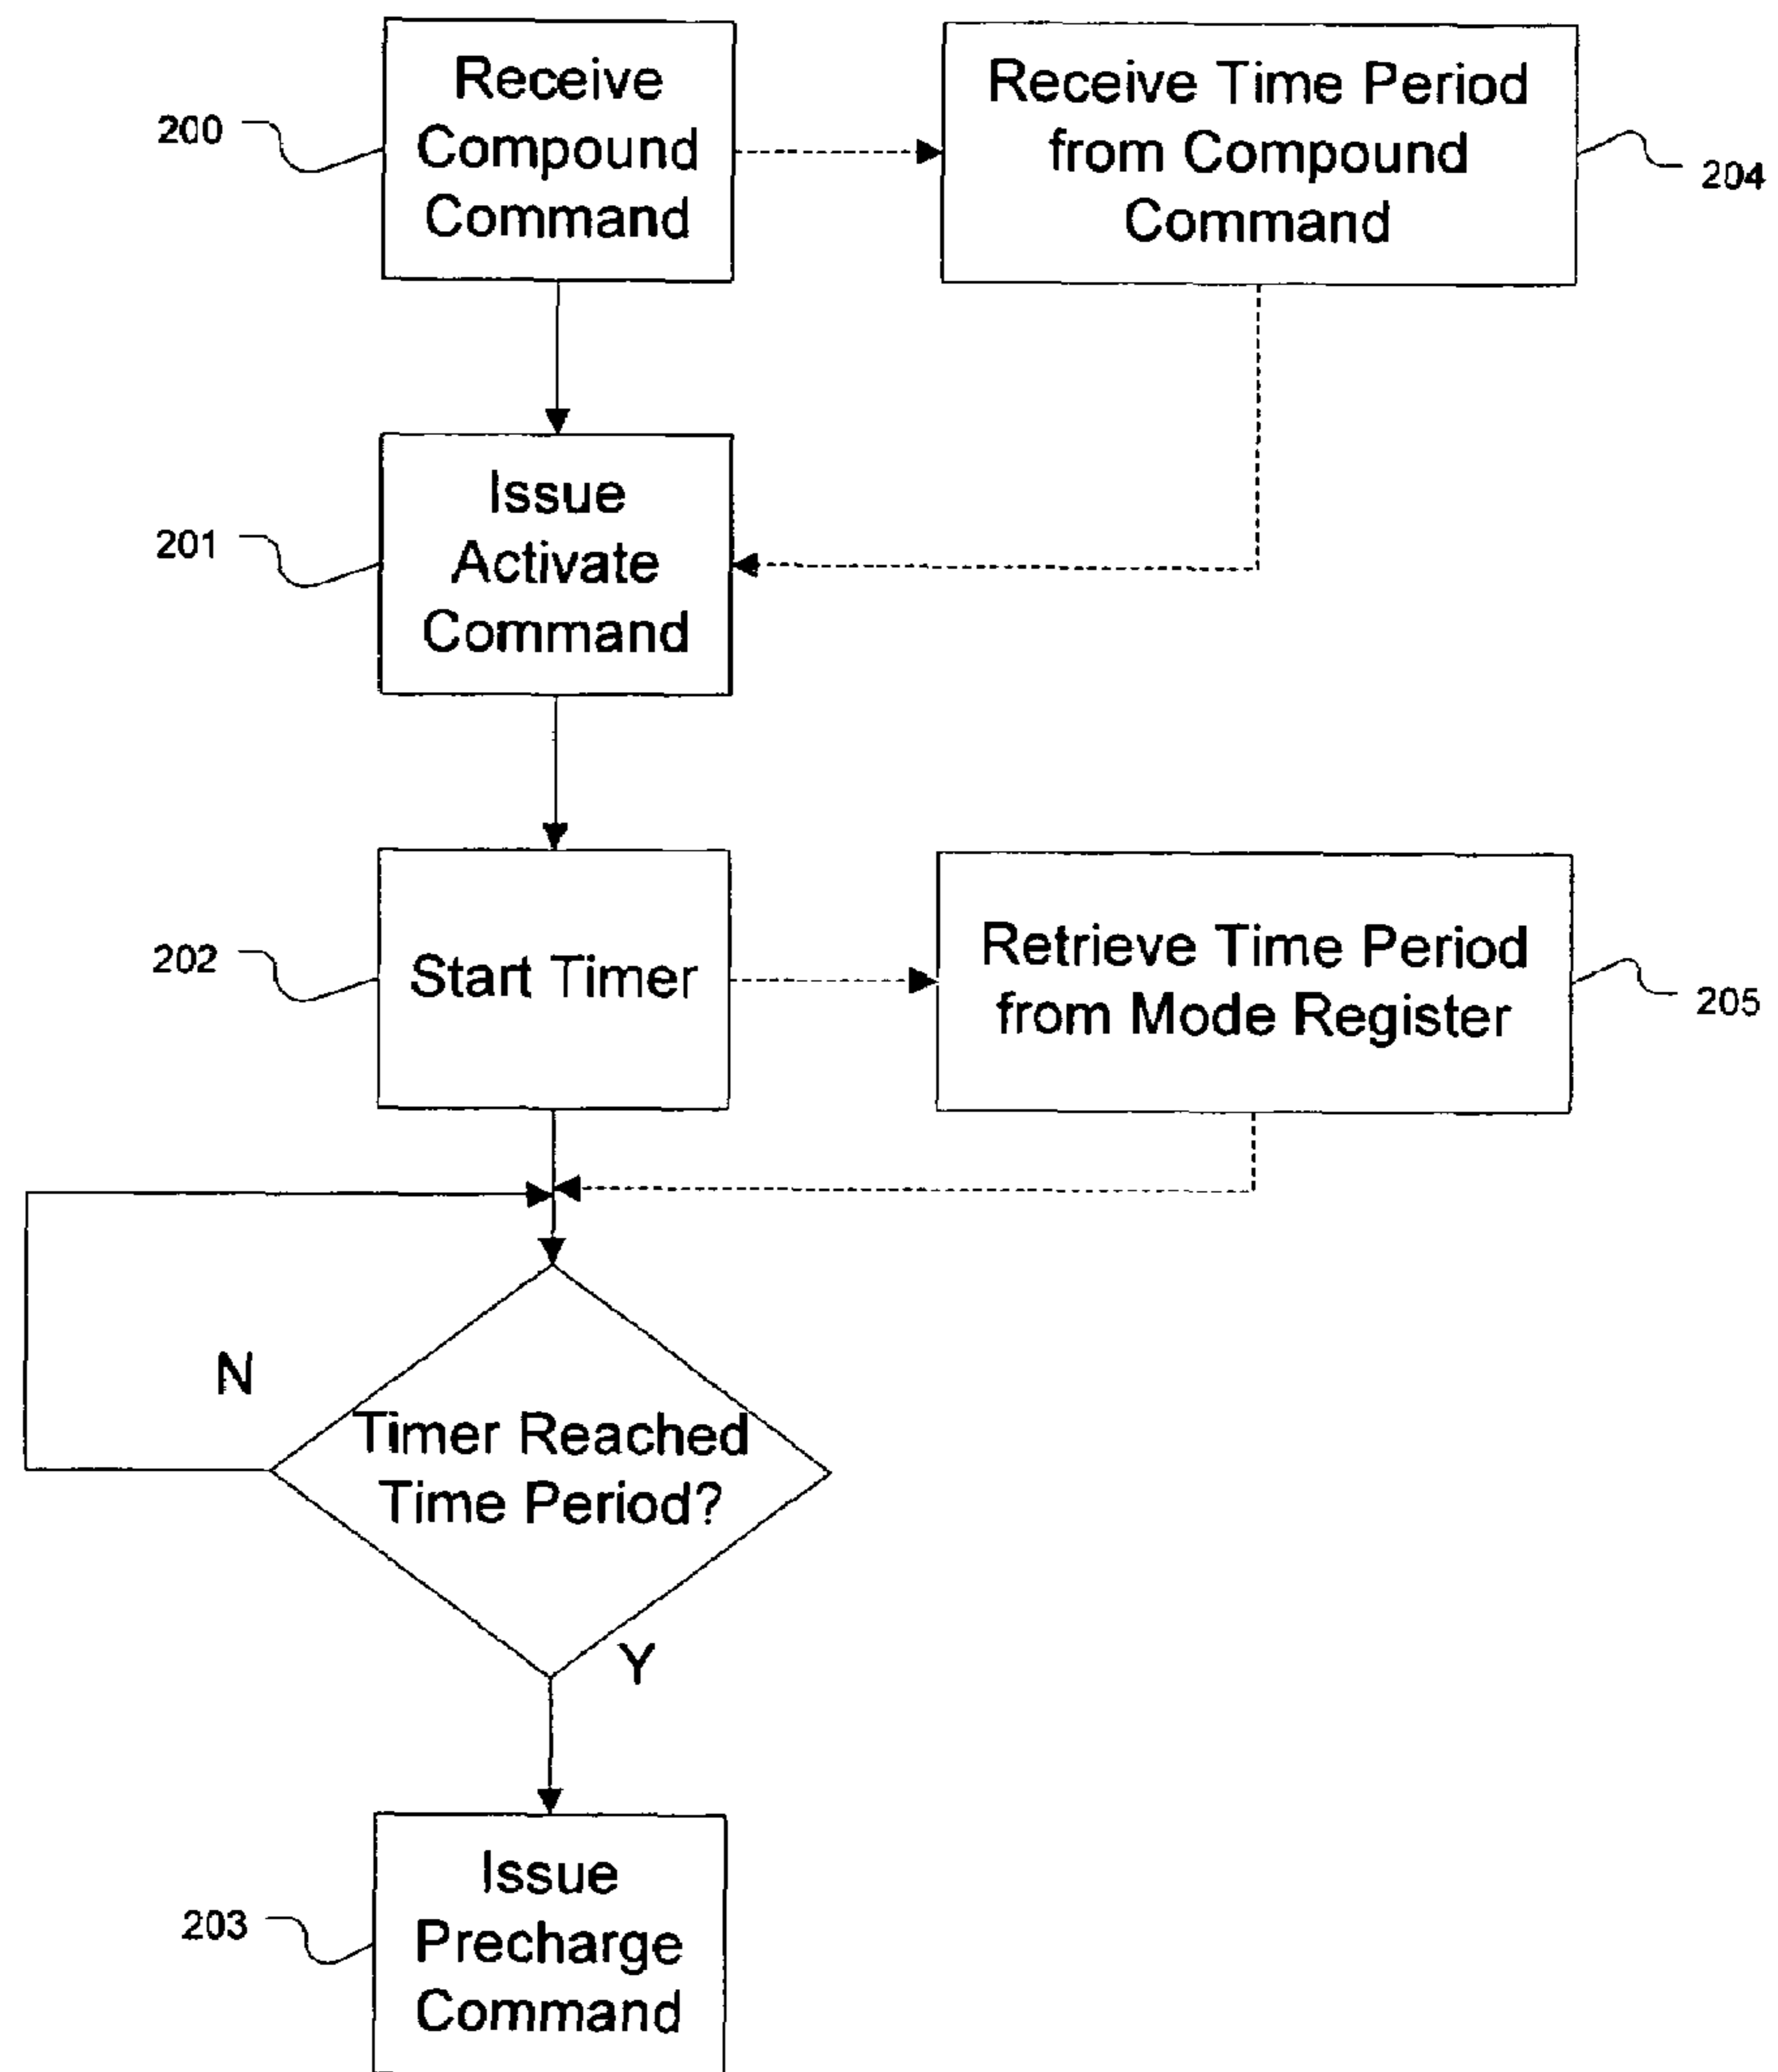 Receive
Compound
Command
200
Receive Time Period
from Compound
Command
204
Issue
Activate
Command
201
Start Timer
202
Retrieve Time Period
from Mode Register
205
N
Timer Reached
Time Period?
Y
Issue
Precharge
Command
203